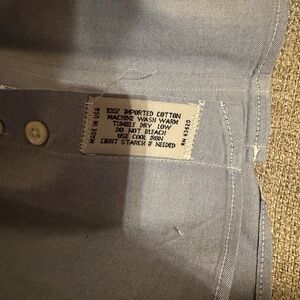 100% IMPORTED COTTON
MACHINE WASH WARM
TUMBLE DRY LOW
DO NOT BLEACH
USE COOL IRON
LIGHT STARCH IF NEEDED
MADE IN USA
RN 43620